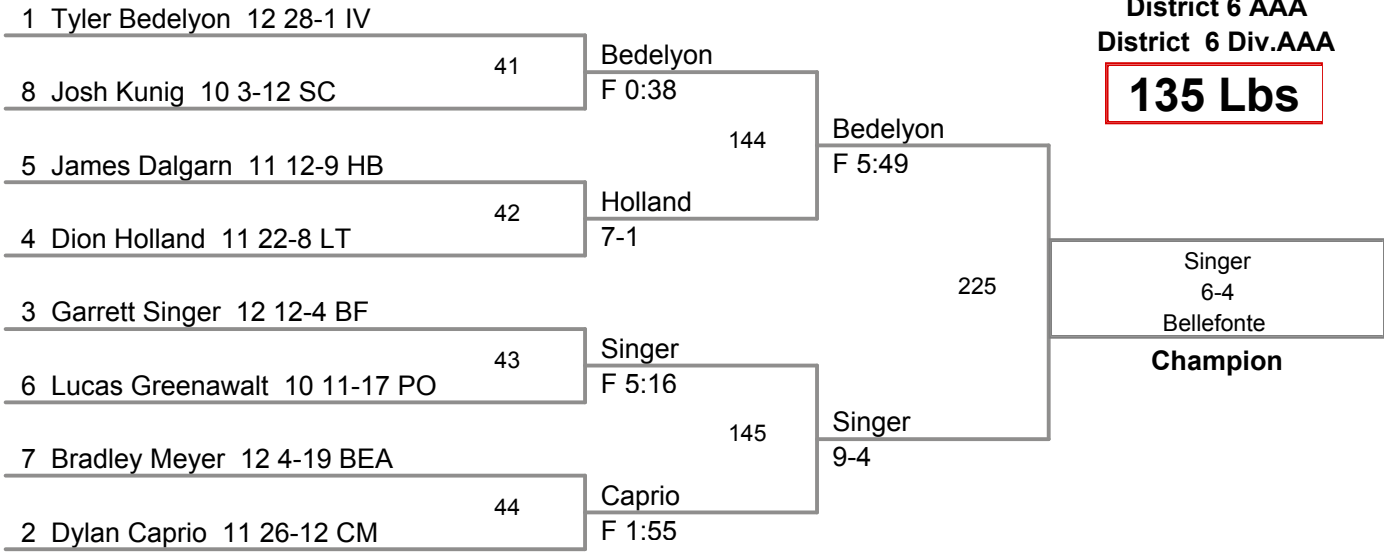 District 6 AAA
District 6 Div.AAA
135 Lbs
1 Tyler Bedelyon 12 28-1 IV
41
8 Josh Kunig 10 3-12 SC
5 James Dalgarn 11 12-9 HB
42
4 Dion Holland 11 22-8 LT
3 Garrett Singer 12 12-4 BF
43
6 Lucas Greenawalt 10 11-17 PO
7 Bradley Meyer 12 4-19 BEA
44
2 Dylan Caprio 11 26-12 CM
Bedelyon
F 0:38
144
Holland
7-1
Singer
F 5:16
145
Caprio
F 1:55
Bedelyon
F 5:49
225
Singer
9-4
Singer
6-4
Bellefonte
Champion